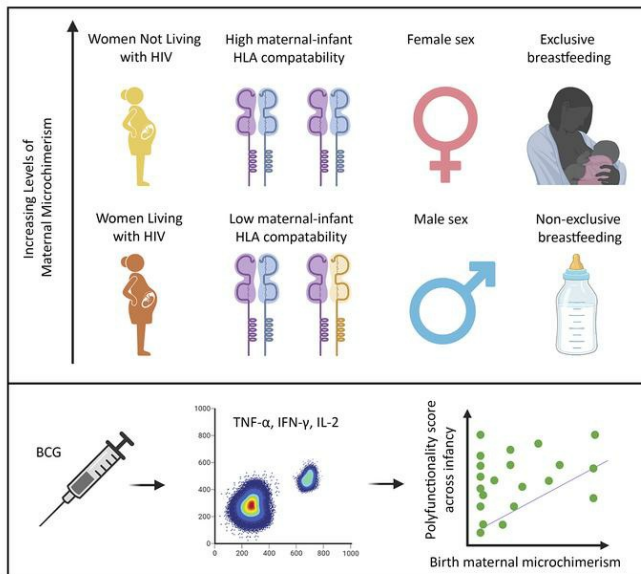 Increasing Levels of
Maternal Microchimerism
Women Not Living
with HIV
High maternal-infant
HLA compatability
Female sex
Exclusive
breastfeeding
Women Living
with HIV
Low maternal-infant
HLA compatability
Male sex
Non-exclusive
breastfeeding
BCG
TNF-α, IFN-γ, IL-2
1000
800
600
400
200
0
0
200
400
600
800
1000
Polyfunctionality score
across infancy
Birth maternal microchimerism